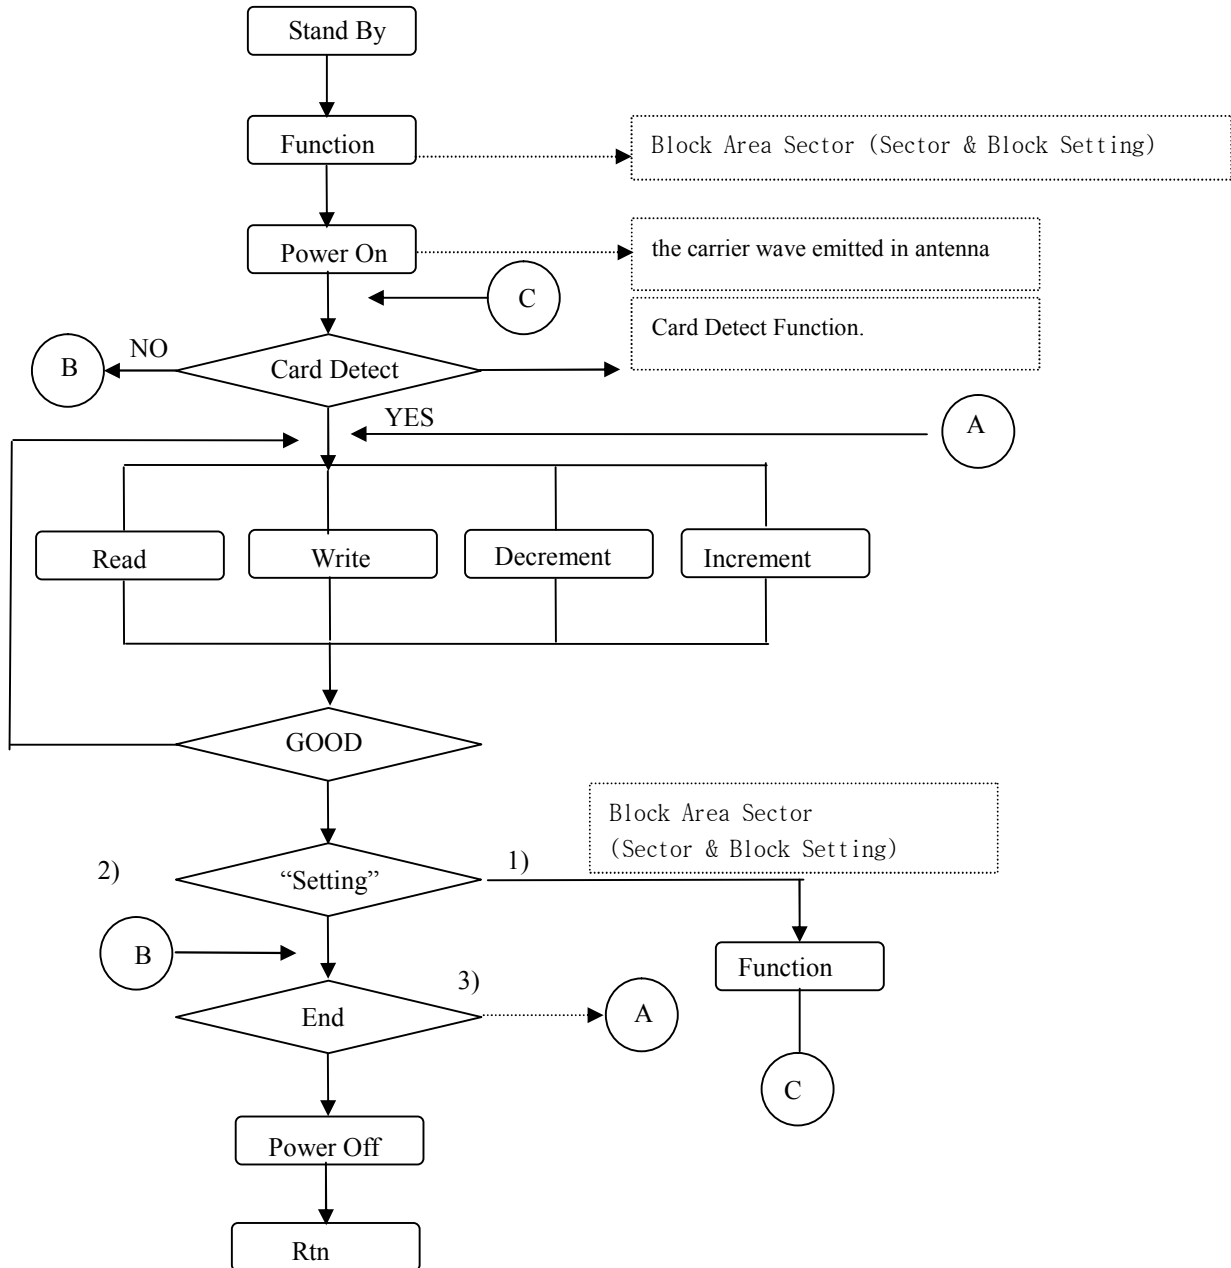 Stand By
Function
Block Area Sector (Sector & Block Setting)
Power On
the carrier wave emitted in antenna
C
Card Detect Function.
B
NO
Card Detect
YES
A
Read
Write
Decrement
Increment
GOOD
Block Area Sector
(Sector & Block Setting)
2)
“Setting”
1)
B
Function
3)
End
A
C
Power Off
Rtn